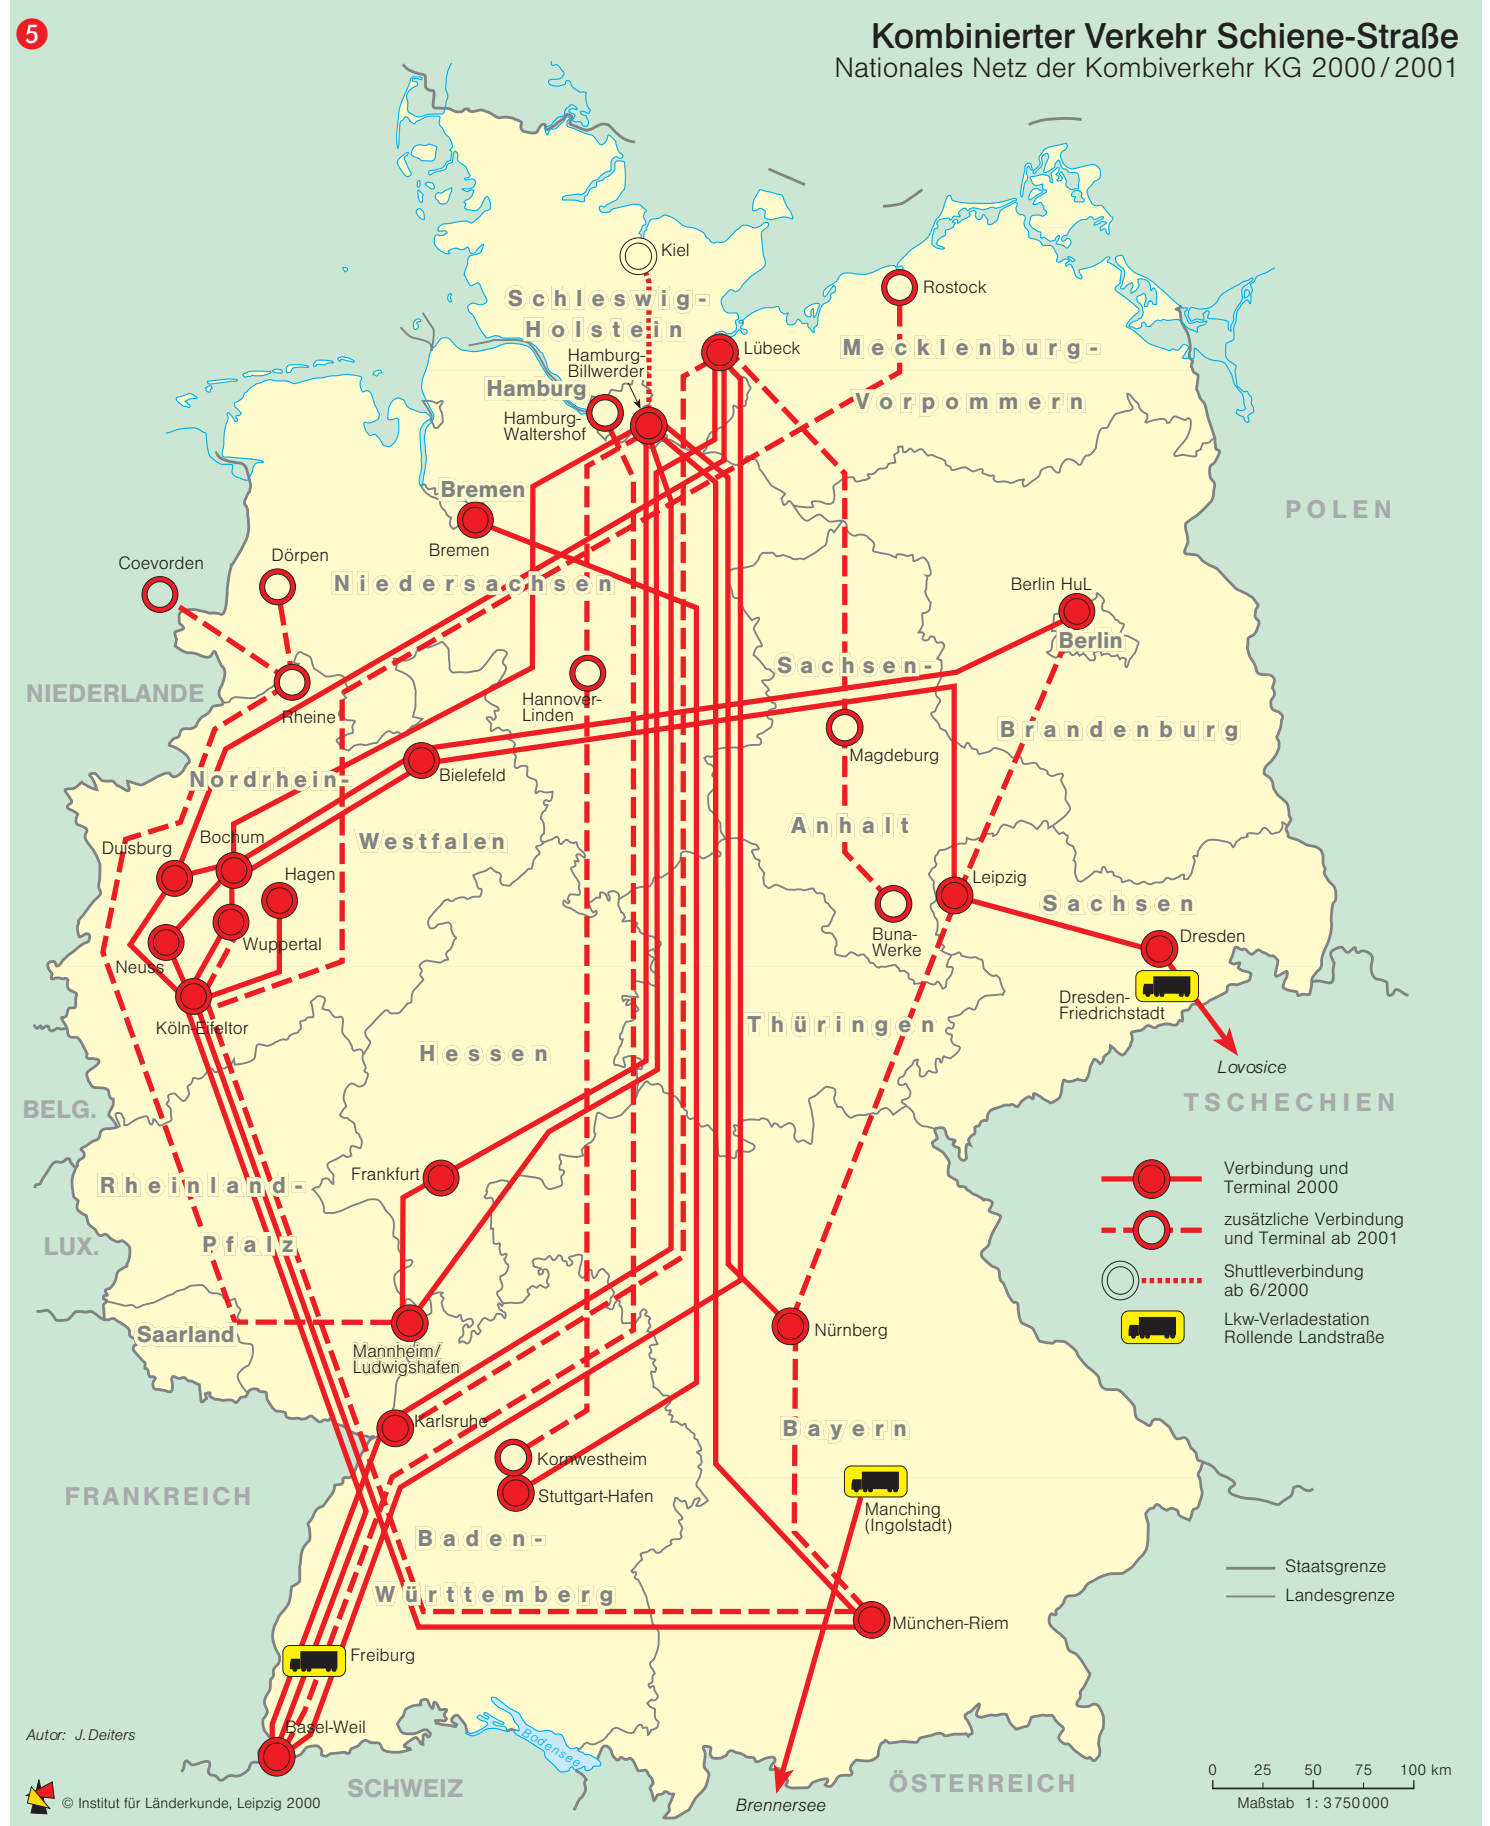 5
Kombinierter Verkehr Schiene-Straße
Nationales Netz der Kombiverkehr KG 2000/2001
Kiel
Rostock
Schleswig-
Holstein
Lübeck
Mecklenburg-
Vorpommern
Hamburg-
Billwerder
Hamburg
Hamburg-
Waltershof
Bremen
Bremen
POLEN
Coevorden
Dörpen
Niedersachsen
Berlin HuL
Berlin
Sachsen-
NIEDERLANDE
Rheine
Hannover-
Linden
Brandenburg
Magdeburg
Nordrhein-
Bielefeld
Anhalt
Westfalen
Dusburg
Bochum
Hagen
Leipzig
Sachsen
Buna-
Werke
Dresden
Wuppertal
Neuss
Dresden-
Friedrichstadt
Köln-Eifeltor
Thüringen
Hessen
Lovosice
BELG.
TSCHECHIEN
Rheinland-
Pfalz
Frankfurt
LUX.
Verbindung und
Terminal 2000
zusätzliche Verbindung
und Terminal ab 2001
Shuttleverbindung
ab 6/2000
Lkw-Verladestation
Rollende Landstraße
Saarland
Mannheim/
Ludwigshafen
Nürnberg
Karlsruhe
Bayern
Kornwestheim
Stuttgart-Hafen
FRANKREICH
Manching
(Ingolstadt)
Baden-
Württemberg
Staatsgrenze
Landesgrenze
München-Riem
Freiburg
Basel-Weil
Bodensee
Autor: J.Deiters
SCHWEIZ
ÖSTERREICH
Brennersee
© Institut für Länderkunde, Leipzig 2000
0 25 50 75 100 km
Maßstab 1: 3750000